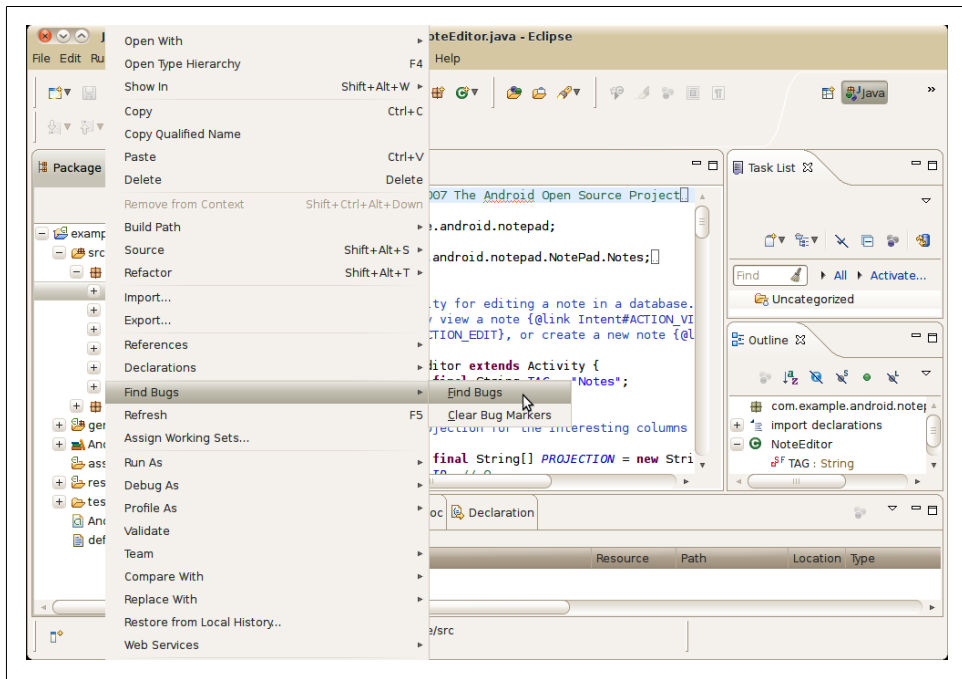 oteEditor.java - Eclipse
File Edit Ru Help
Java »
Package
Task List
Open With
Open Type Hierarchy F4
Show In Shift+Alt+W
Copy Ctrl+C
Copy Qualified Name
Paste Ctrl+V
Delete Delete
Remove from Context Shift+Ctrl+Alt+Down
Build Path
Source Shift+Alt+S
Refactor Shift+Alt+T
Import...
Export...
References
Declarations
Find Bugs
Refresh F5
Assign Working Sets...
Run As
Debug As
Profile As
Validate
Team
Compare With
Replace With
Restore from Local History...
Web Services
Find Bugs
Clear Bug Markers
examp
src
ger
And
ass
res
tes
And
def
007 The Android Open Source Project
.android.notepad;
.android.notepad.NotePad.Notes;
ity for editing a note in a database.
view a note {@link Intent#ACTION_VI
TION_EDIT}, or create a new note {@l
ditor extends Activity {
final String TAG = "Notes";
ojection for the interesting columns
final String[] PROJECTION = new Stri
Find All Activate...
Uncategorized
Outline
com.example.android.notep
import declarations
NoteEditor
TAG : String
oc Declaration
Resource Path Location Type
e/src